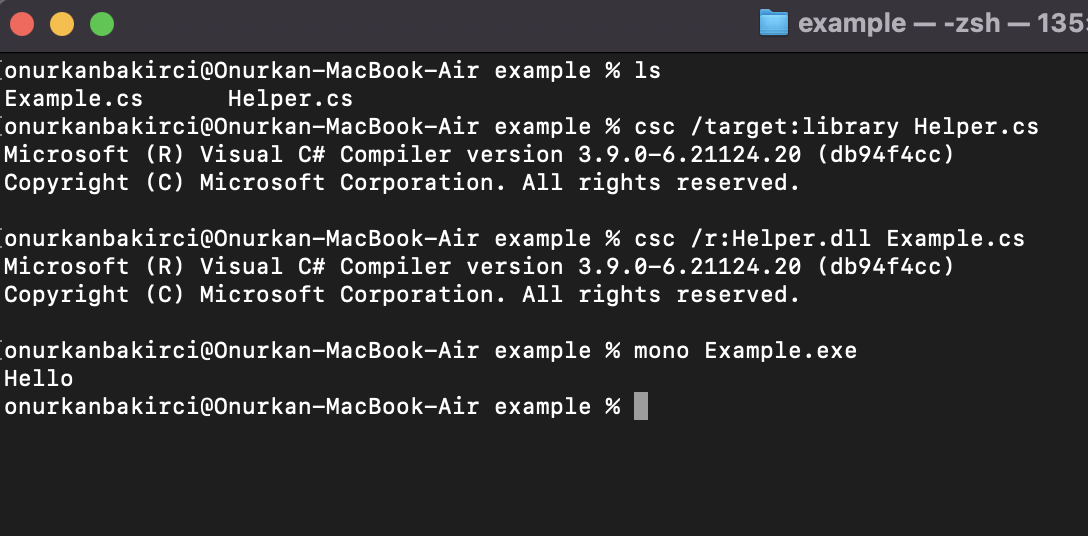 example — -zsh — 135
[onurkanbakirci@Onurkan-MacBook-Air example % ls
Example.cs      Helper.cs
[onurkanbakirci@Onurkan-MacBook-Air example % csc /target:library Helper.cs
Microsoft (R) Visual C# Compiler version 3.9.0-6.21124.20 (db94f4cc)
Copyright (C) Microsoft Corporation. All rights reserved.
[onurkanbakirci@Onurkan-MacBook-Air example % csc /r:Helper.dll Example.cs
Microsoft (R) Visual C# Compiler version 3.9.0-6.21124.20 (db94f4cc)
Copyright (C) Microsoft Corporation. All rights reserved.
[onurkanbakirci@Onurkan-MacBook-Air example % mono Example.exe
Hello
onurkanbakirci@Onurkan-MacBook-Air example %